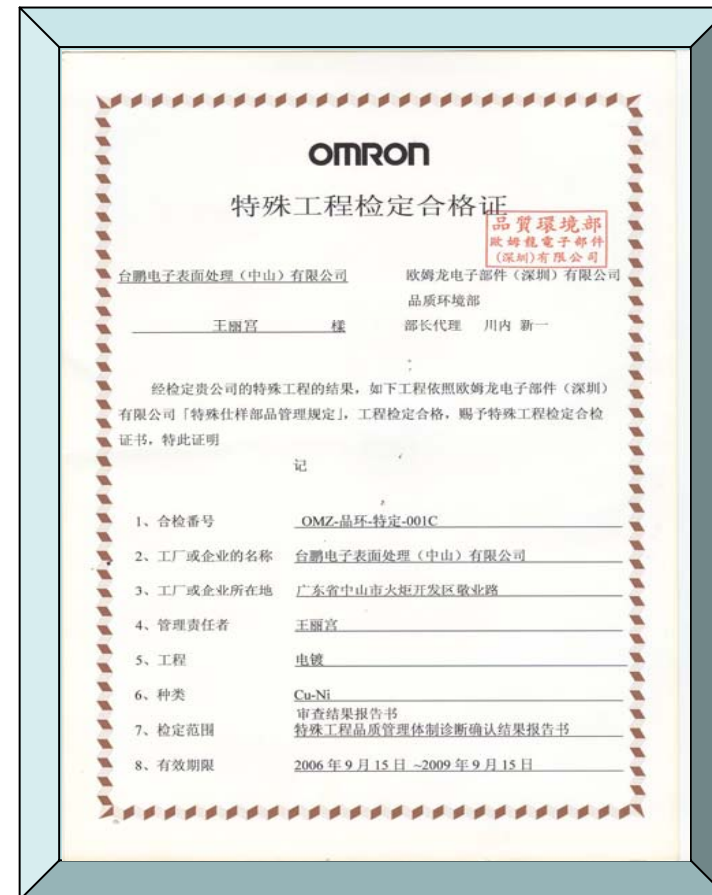 OMRON
特殊工程检定合格证
品質環境部
欧姆龍電子部件
(深圳)有限公司
台鹏电子表面处理（中山）有限公司
欧姆龙电子部件（深圳）有限公司
品质环境部
王丽宫 様
部长代理 川内 新一
经检定贵公司的特殊工程的结果，如下工程依照欧姆龙电子部件（深圳）
有限公司「特殊仕样部品管理规定」，工程检定合格，赐予特殊工程检定合检
证书，特此证明
记
1、合检番号 OMZ-品环-特定-001C
2、工厂或企业的名称 台鹏电子表面处理（中山）有限公司
3、工厂或企业所在地 广东省中山市火炬开发区敬业路
4、管理责任者 王丽宫
5、工程 电镀
6、种类 Cu-Ni
审查结果报告书
7、检定范围 特殊工程品质管理体制诊断确认结果报告书
8、有效期限 2006 年 9 月 15 日 ~2009 年 9 月 15 日